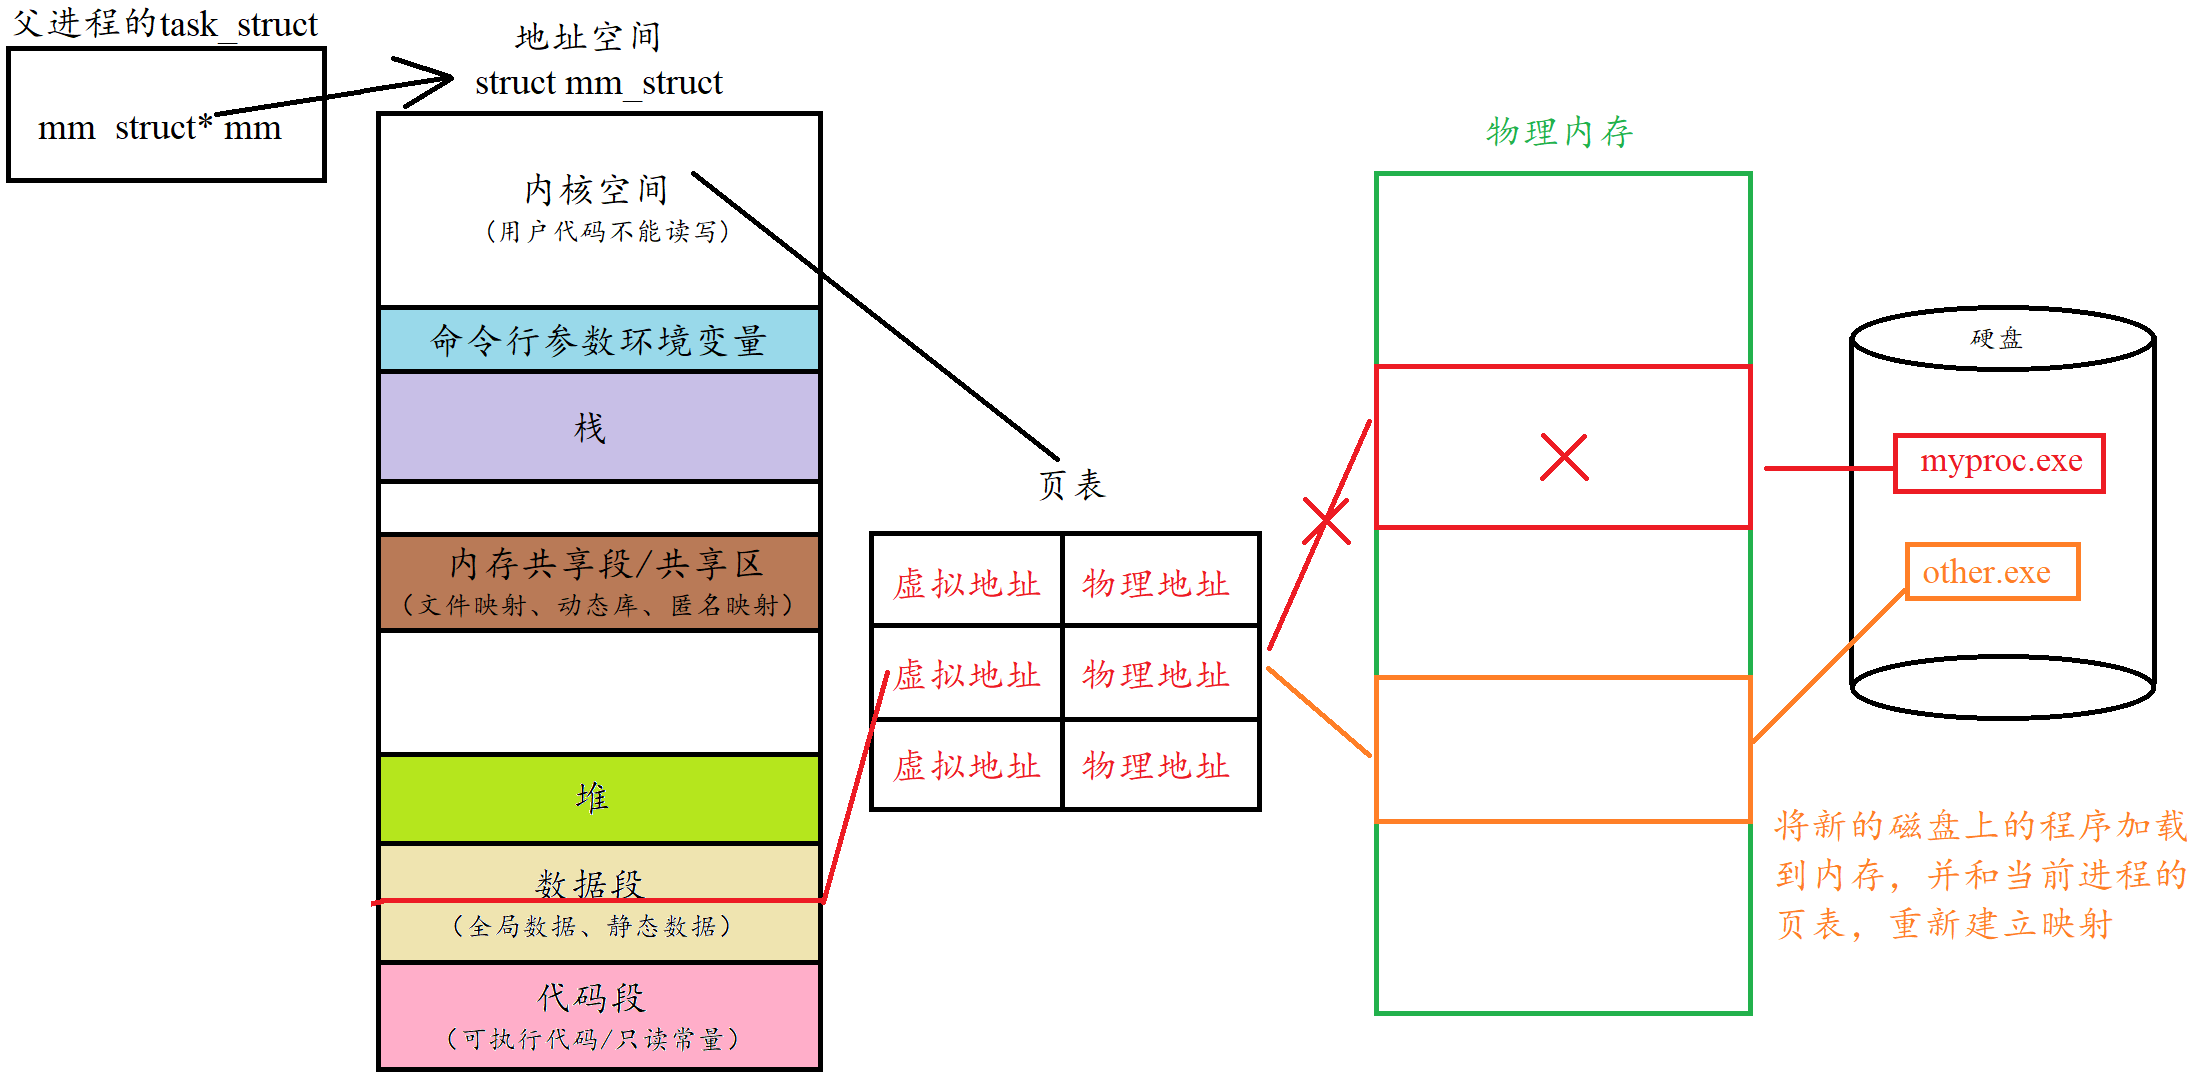 父进程的task_struct
mm struct* mm
地址空间
struct mm_struct
内核空间
(用户代码不能读写)
命令行参数环境变量
栈
内存共享段/共享区
(文件映射、动态库、匿名映射)
堆
数据段
(全局数据、静态数据)
代码段
(可执行代码/只读常量)
页表
虚拟地址 物理地址
虚拟地址 物理地址
虚拟地址 物理地址
物理内存
硬盘
myproc.exe
other.exe
将新的磁盘上的程序加载
到内存，并和当前进程的
页表，重新建立映射